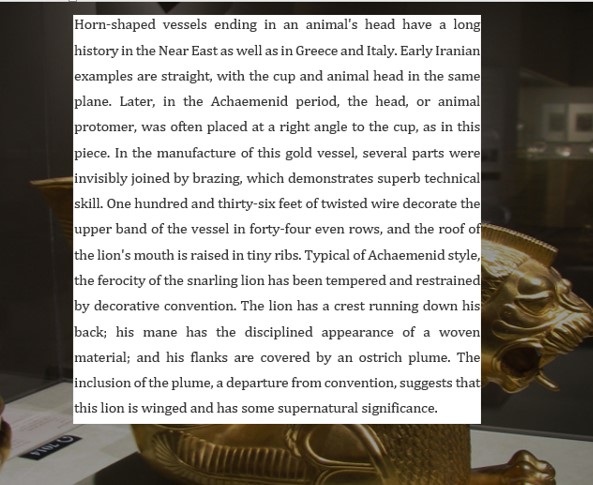 Horn-shaped vessels ending in an animal's head have a long
history in the Near East as well as in Greece and Italy. Early Iranian
examples are straight, with the cup and animal head in the same
plane. Later, in the Achaemenid period, the head, or animal
protomer, was often placed at a right angle to the cup, as in this
piece. In the manufacture of this gold vessel, several parts were
invisibly joined by brazing, which demonstrates superb technical
skill. One hundred and thirty-six feet of twisted wire decorate the
upper band of the vessel in forty-four even rows, and the roof of
the lion's mouth is raised in tiny ribs. Typical of Achaemenid style,
the ferocity of the snarling lion has been tempered and restrained
by decorative convention. The lion has a crest running down his
back; his mane has the disciplined appearance of a woven
material; and his flanks are covered by an ostrich plume. The
inclusion of the plume, a departure from convention, suggests that
this lion is winged and has some supernatural significance.